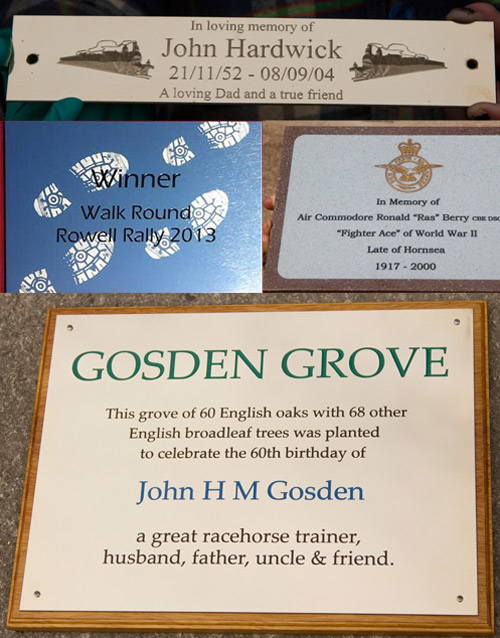 In loving memory of
John Hardwick
21/11/52 - 08/09/04
A loving Dad and a true friend
Winner
Walk Round
Rowell Rally 2013
In Memory of
Air Commodore Ronald "Ras" Berry CBE DSO
"Fighter Ace" of World War II
Late of Hornsea
1917 - 2000
GOSDEN GROVE
This grove of 60 English oaks with 68 other
English broadleaf trees was planted
to celebrate the 60th birthday of
John H M Gosden
a great racehorse trainer,
husband, father, uncle & friend.